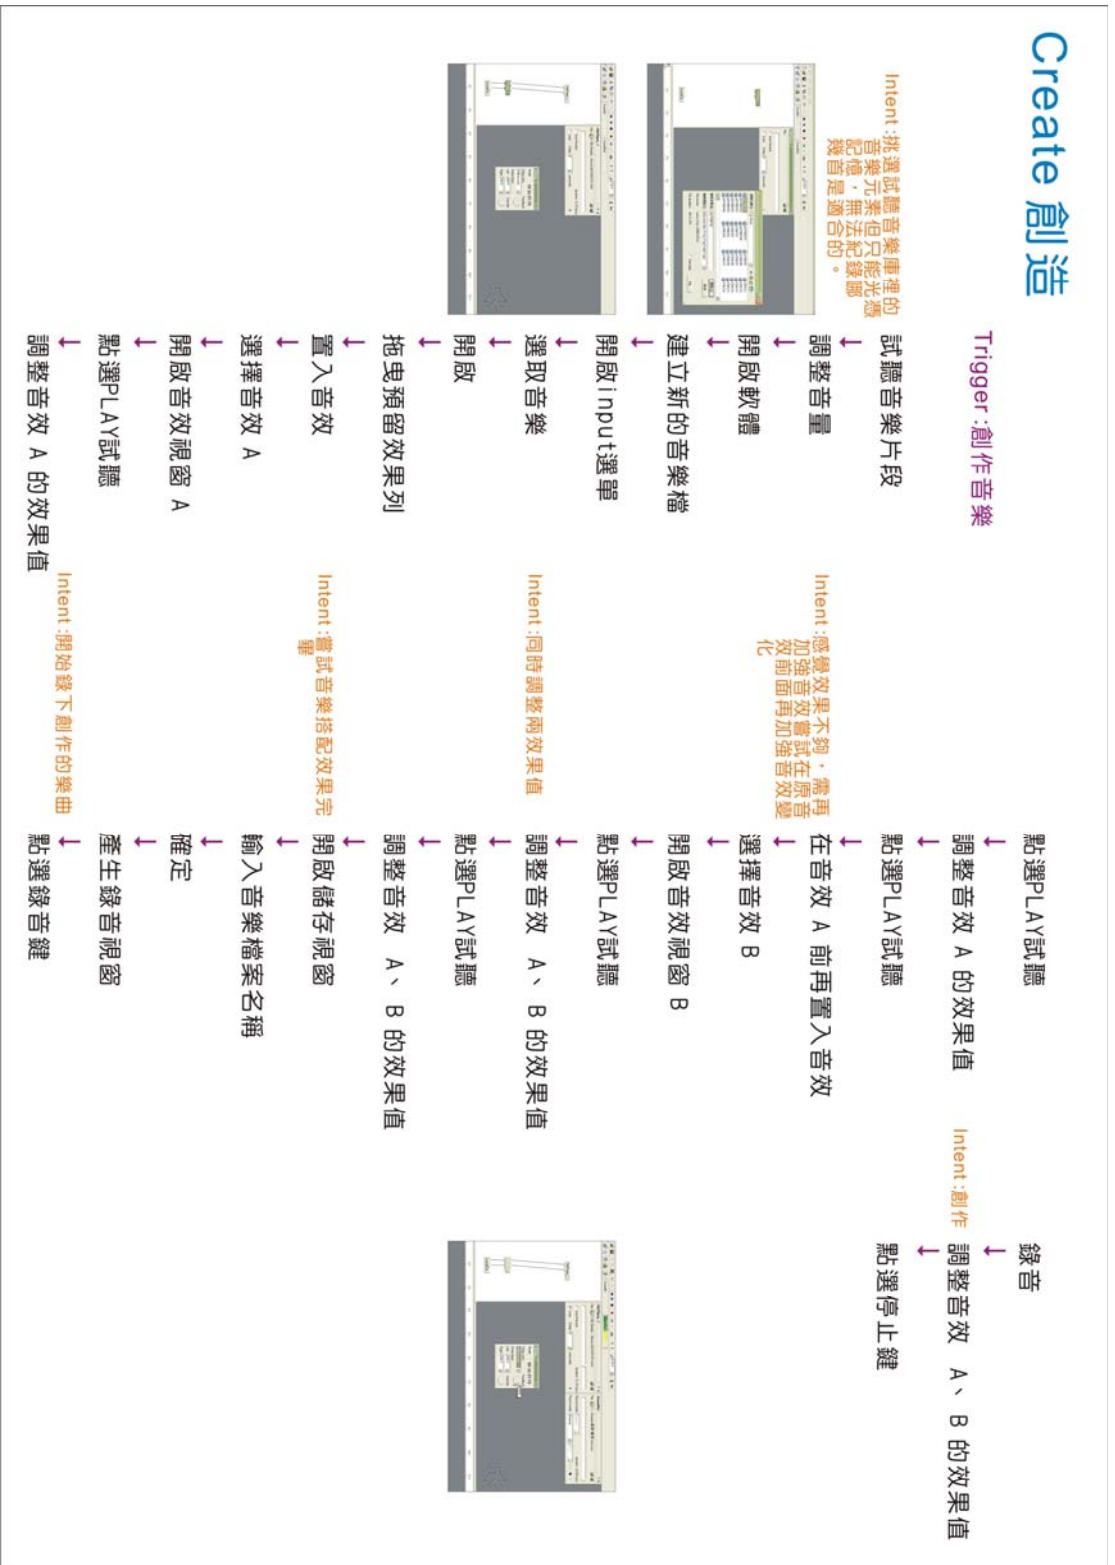 Create 創造
Trigger:創作音樂
Intent:挑選試聽音樂庫裡的
音樂元素但只能光憑
記憶，無法紀錄哪
幾首是適合的。
試聽音樂片段
調整音量
開啟軟體
建立新的音樂檔
開啟input選單
選取音樂
開啟
拖曳預留效果列
置入音效
選擇音效 A
開啟音效視窗 A
點選PLAY試聽
調整音效 A 的效果值
點選PLAY試聽
調整音效 A 的效果值
點選PLAY試聽
Intent:感覺效果不夠，需再
加強音效嘗試在原音
效前面再加強音效變
化
在音效 A 前再置入音效
選擇音效 B
開啟音效視窗 B
點選PLAY試聽
Intent:同時調整兩效果值
調整音效 A、B 的效果值
點選PLAY試聽
調整音效 A、B 的效果值
Intent:嘗試音樂搭配效果完
畢
開啟儲存視窗
輸入音樂檔案名稱
確定
產生錄音視窗
Intent:開始錄下創作的樂曲
點選錄音鍵
錄音
Intent:創作
調整音效 A、B 的效果值
點選停止鍵